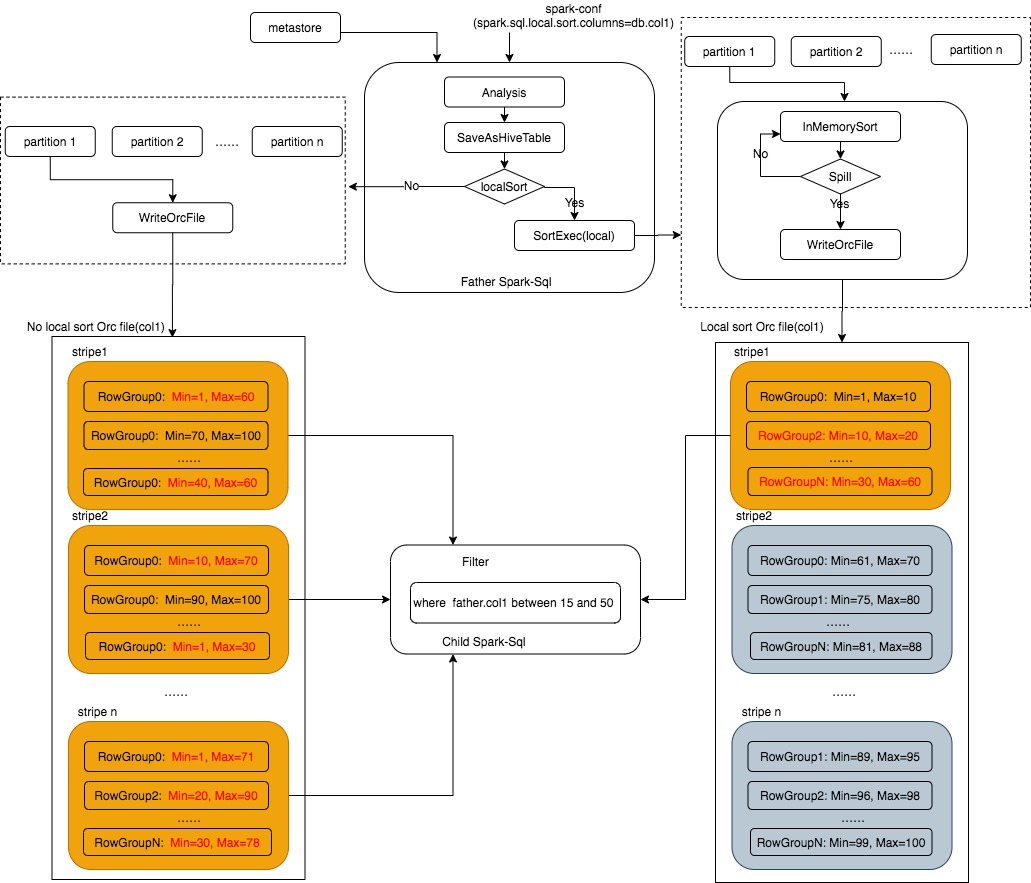 spark-conf
(spark.sql.local.sort.columns=db.col1)
metastore
Analysis
SaveAsHiveTable
localSort
No
Yes
SortExec(local)
Father Spark-Sql
partition 1
partition 2
......
partition n
WriteOrcFile
partition 1
partition 2
......
partition n
InMemorySort
No
Spill
Yes
WriteOrcFile
No local sort Orc file(col1)
stripe1
RowGroup0: Min=1, Max=60
RowGroup0: Min=70, Max=100
......
RowGroup0: Min=40, Max=60
stripe2
RowGroup0: Min=10, Max=70
RowGroup0: Min=90, Max=100
......
RowGroup0: Min=1, Max=30
......
stripe n
RowGroup0: Min=1, Max=71
RowGroup2: Min=20, Max=90
......
RowGroupN: Min=30, Max=78
Filter
where father.col1 between 15 and 50
Child Spark-Sql
Local sort Orc file(col1)
stripe1
RowGroup0: Min=1, Max=10
RowGroup2: Min=10, Max=20
......
RowGroupN: Min=30, Max=60
stripe2
RowGroup0: Min=61, Max=70
RowGroup1: Min=75, Max=80
......
RowGroupN: Min=81, Max=88
......
stripe n
RowGroup1: Min=89, Max=95
RowGroup2: Min=96, Max=98
......
RowGroupN: Min=99, Max=100